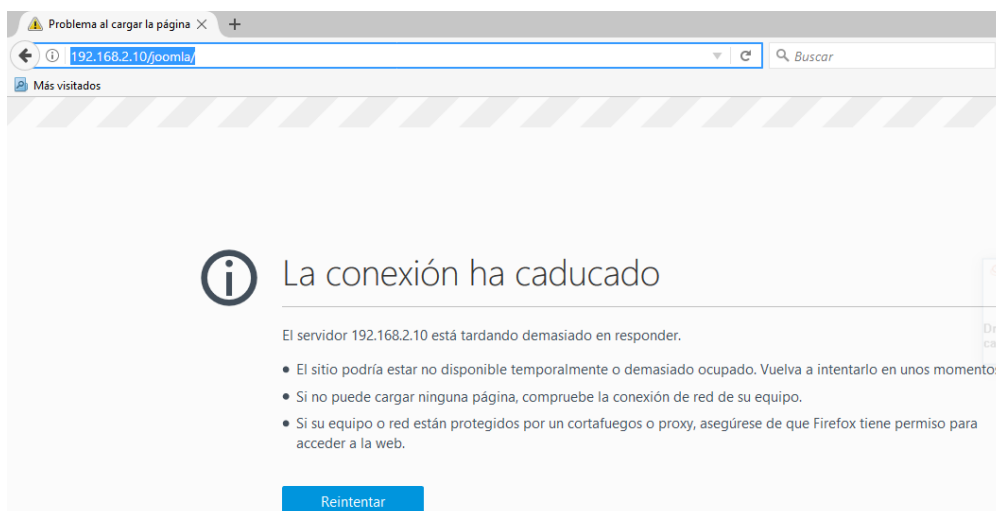 Problema al cargar la página
192.168.2.10/joomla/
Buscar
Más visitados
La conexión ha caducado
El servidor 192.168.2.10 está tardando demasiado en responder.
El sitio podría estar no disponible temporalmente o demasiado ocupado. Vuelva a intentarlo en unos momentos
Si no puede cargar ninguna página, compruebe la conexión de red de su equipo.
Si su equipo o red están protegidos por un cortafuegos o proxy, asegúrese de que Firefox tiene permiso para
acceder a la web.
Reintentar